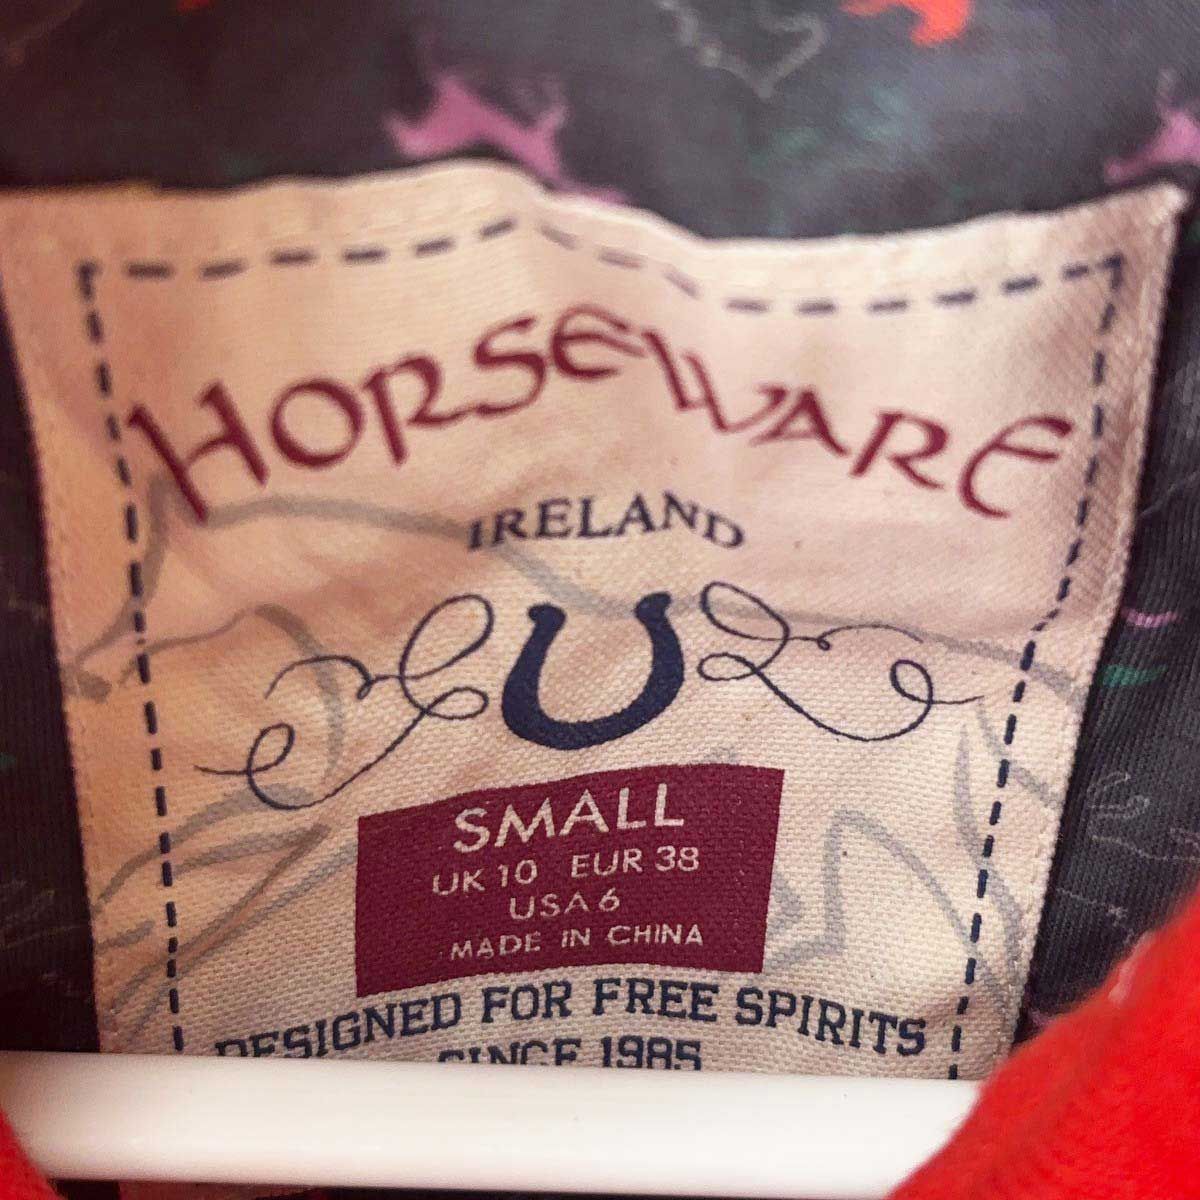 HORSEWARE
IRELAND
SMALL
UK 10 EUR 38
USA 6
MADE IN CHINA
DESIGNED FOR FREE SPIRITS
SINCE 1985